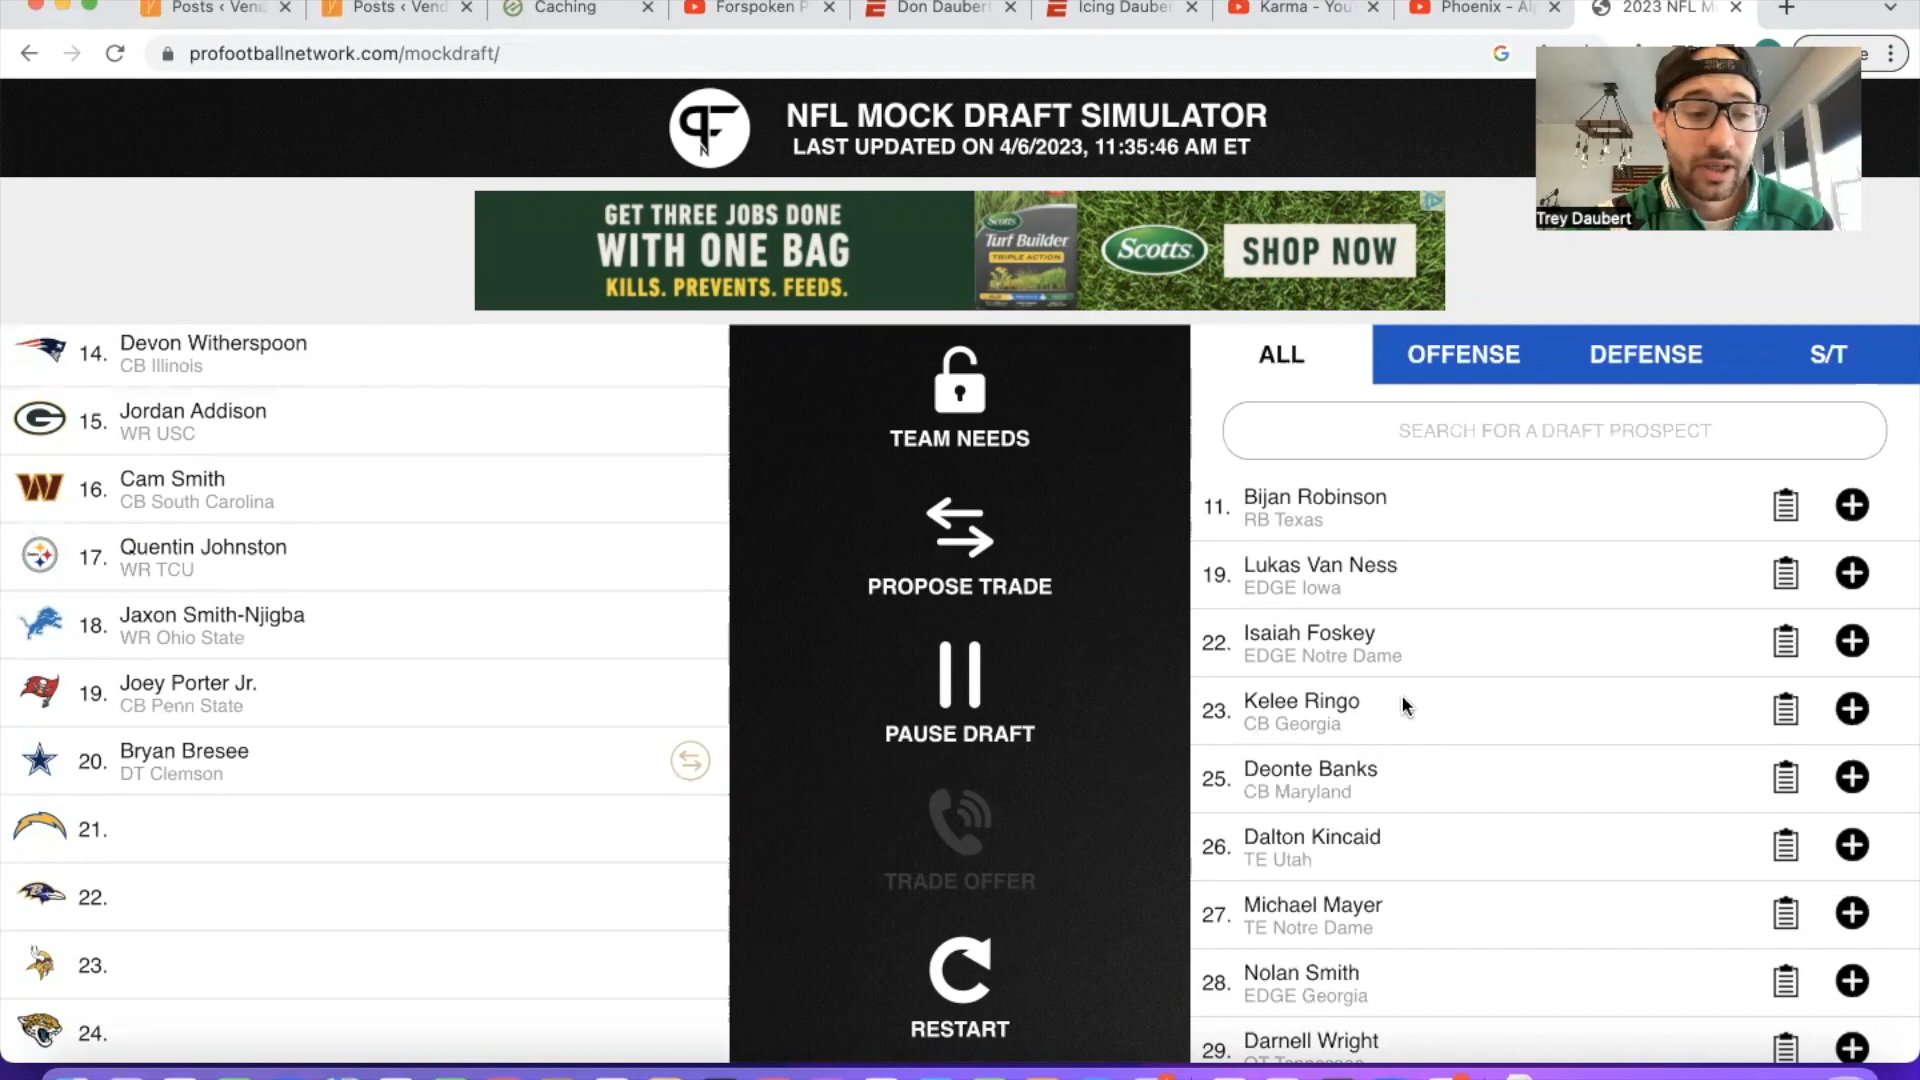 Posts ‹ Vend
Posts ‹ Vend
Caching
Forspoken P
Don Daubert
Icing Dauber
Karma - You
Phoenix - Al
2023 NFL M
profootballnetwork.com/mockdraft/
NFL MOCK DRAFT SIMULATOR
LAST UPDATED ON 4/6/2023, 11:35:46 AM ET
Trey Daubert
GET THREE JOBS DONE
WITH ONE BAG
KILLS. PREVENTS. FEEDS.
Scotts
Turf Builder
TRIPLE ACTION
Scotts
SHOP NOW
14. Devon Witherspoon
CB Illinois
15. Jordan Addison
WR USC
16. Cam Smith
CB South Carolina
17. Quentin Johnston
WR TCU
18. Jaxon Smith-Njigba
WR Ohio State
19. Joey Porter Jr.
CB Penn State
20. Bryan Bresee
DT Clemson
21.
22.
23.
24.
TEAM NEEDS
PROPOSE TRADE
PAUSE DRAFT
TRADE OFFER
RESTART
ALL
OFFENSE
DEFENSE
S/T
SEARCH FOR A DRAFT PROSPECT
11. Bijan Robinson
RB Texas
19. Lukas Van Ness
EDGE Iowa
22. Isaiah Foskey
EDGE Notre Dame
23. Kelee Ringo
CB Georgia
25. Deonte Banks
CB Maryland
26. Dalton Kincaid
TE Utah
27. Michael Mayer
TE Notre Dame
28. Nolan Smith
EDGE Georgia
29. Darnell Wright
OT Tennessee